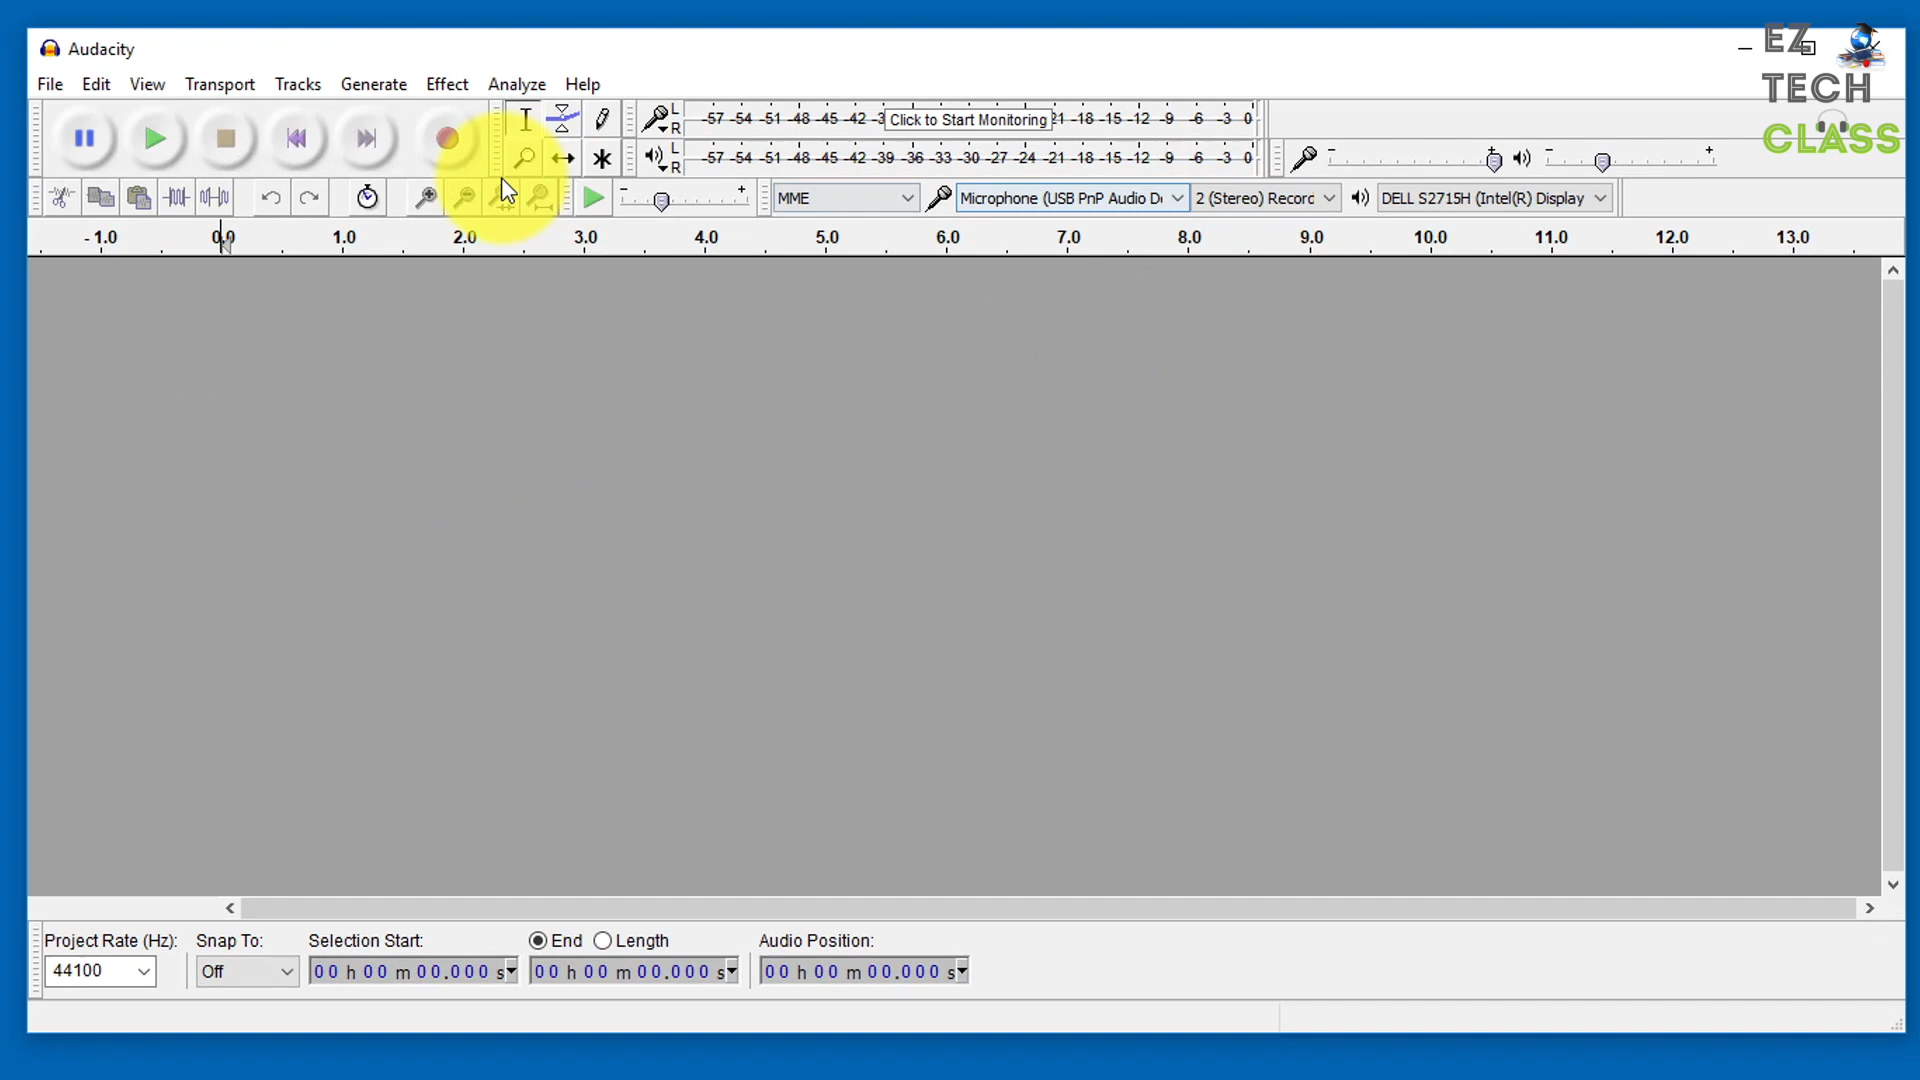 Audacity
EZ
TECH
CLASS
File Edit View Transport Tracks Generate Effect Analyze Help
L
R
-57 -54 -51 -48 -45 -42 -3 Click to Start Monitoring 21 -18 -15 -12 -9 -6 -3 0
L
R
-57 -54 -51 -48 -45 -42 -39 -36 -33 -30 -27 -24 -21 -18 -15 -12 -9 -6 -3 0
MME Microphone (USB PnP Audio De 2 (Stereo) Record DELL S2715H (Intel(R) Display
- 1.0 0.0 1.0 2.0 3.0 4.0 5.0 6.0 7.0 8.0 9.0 10.0 11.0 12.0 13.0
Project Rate (Hz): Snap To: Selection Start: End Length Audio Position:
44100 Off 00 h 00 m 00.000 s 00 h 00 m 00.000 s 00 h 00 m 00.000 s